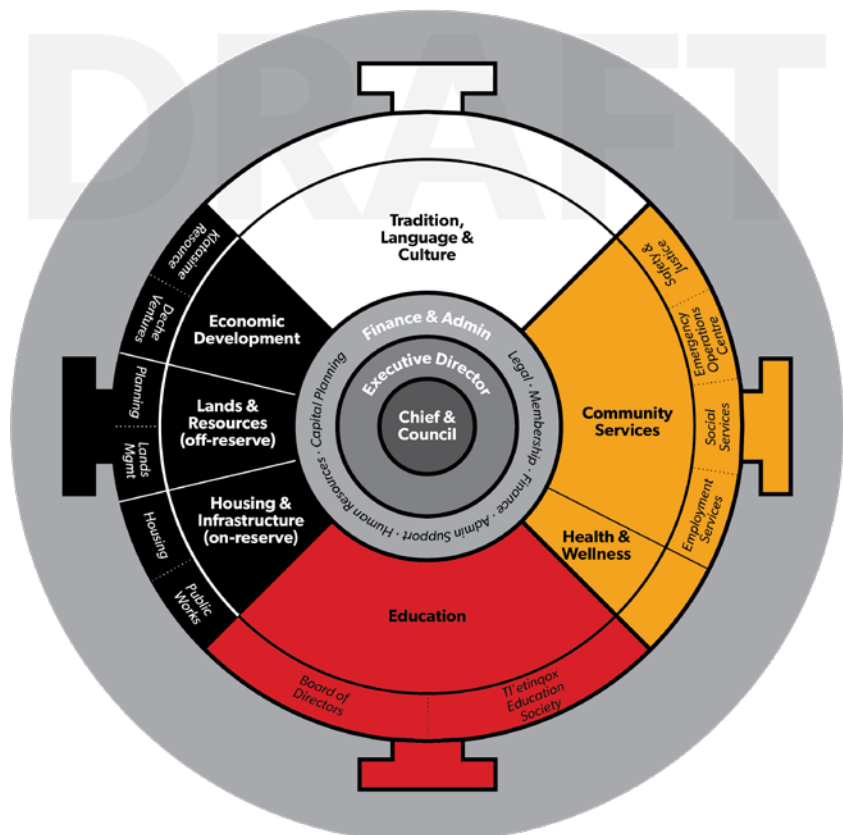 DRAFT
Tradition,
Language &
Culture
Klatasime
Resource
Deche
Ventures
Planning
Lands
Mgmt
Housing
Public
Works
Economic
Development
Lands &
Resources
(off-reserve)
Housing &
Infrastructure
(on-reserve)
Finance & Admin
Executive Director
Chief &
Council
Legal · Membership · Finance · Admin Support · Human Resources · Capital Planning
Community
Services
Health &
Wellness
Safety &
Justice
Emergency
Operations
Centre
Social
Services
Employment
Services
Education
Board of
Directors
Tl'etinqox
Education
Society